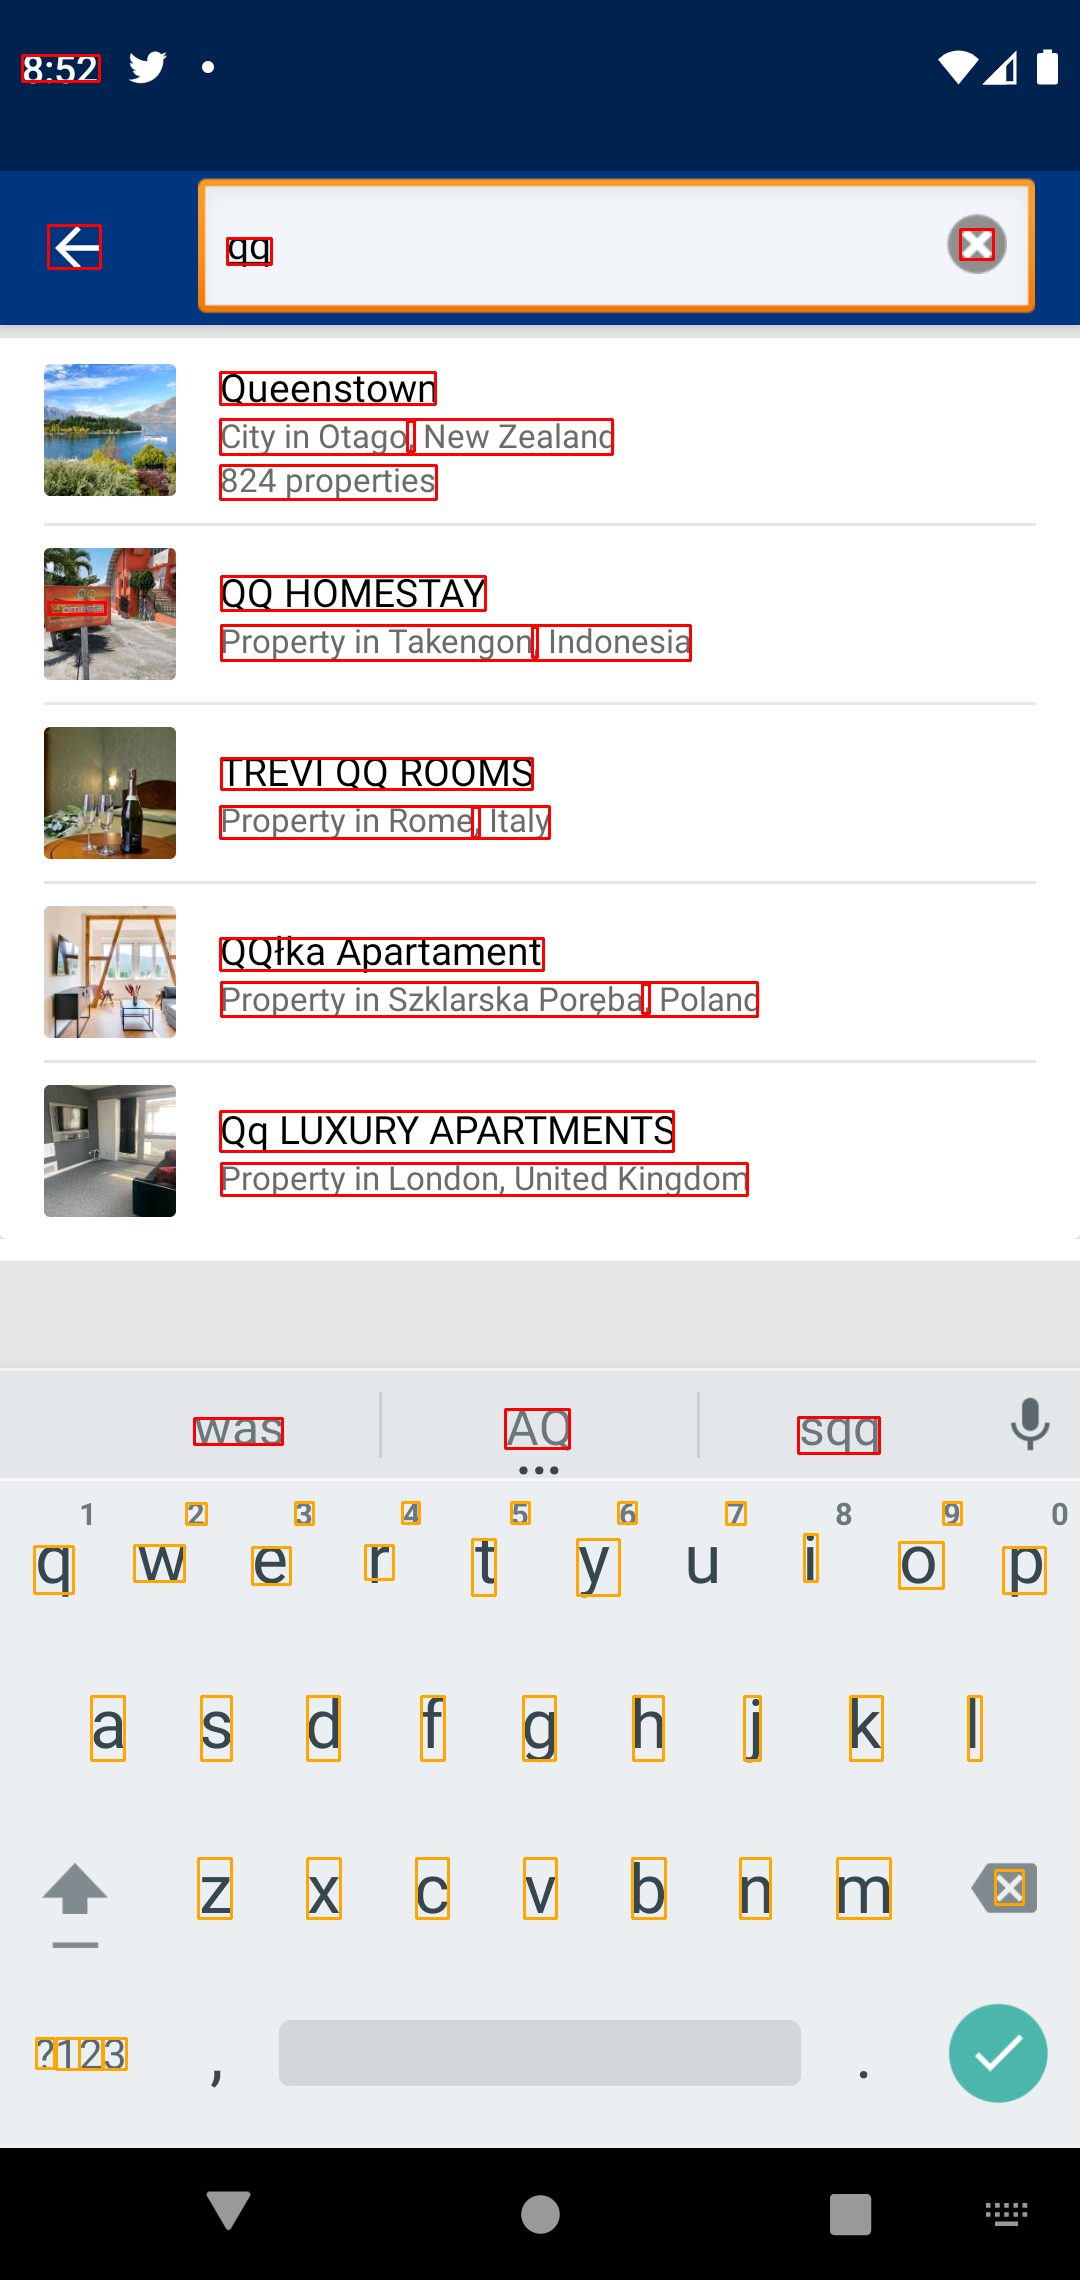 8:52
qq
Queenstown
City in Otago, New Zealand
824 properties
QQ HOMESTAY
Property in Takengon, Indonesia
QQ
Homestay
TREVI QQ ROOMS
Property in Rome, Italy
QQłka Apartament
Property in Szklarska Poręba, Poland
Qq LUXURY APARTMENTS
Property in London, United Kingdom
was AQ sqq
1 2 3 4 5 6 7 8 9 0
q w e r t y u i o p
a s d f g h j k l
z x c v b n m
?123 , .